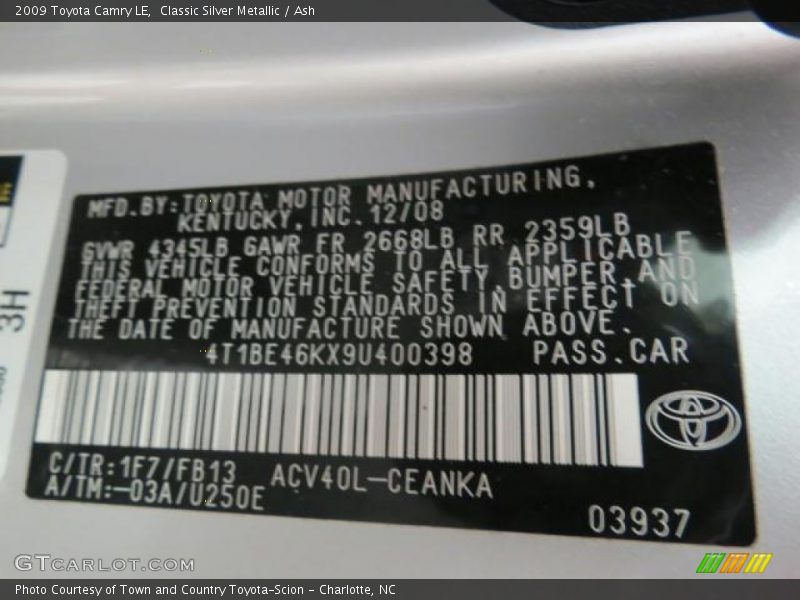 2009 Toyota Camry LE,  Classic Silver Metallic / Ash
MFD.BY:TOYOTA MOTOR MANUFACTURING,
KENTUCKY,INC.12/08
GVWR 4345LB GAWR FR 2668LB RR 2359LB
THIS VEHICLE CONFORMS TO ALL APPLICABLE
FEDERAL MOTOR VEHICLE SAFETY,BUMPER,AND
THEFT PREVENTION STANDARDS IN EFFECT ON
THE DATE OF MANUFACTURE SHOWN ABOVE.
4T1BE46KX9U400398 PASS.CAR
C/TR:1F7/FB13 ACV40L-CEANKA
A/TM:-03A/U250E
03937
3H
GTCARLOT.COM
Photo Courtesy of Town and Country Toyota-Scion - Charlotte, NC